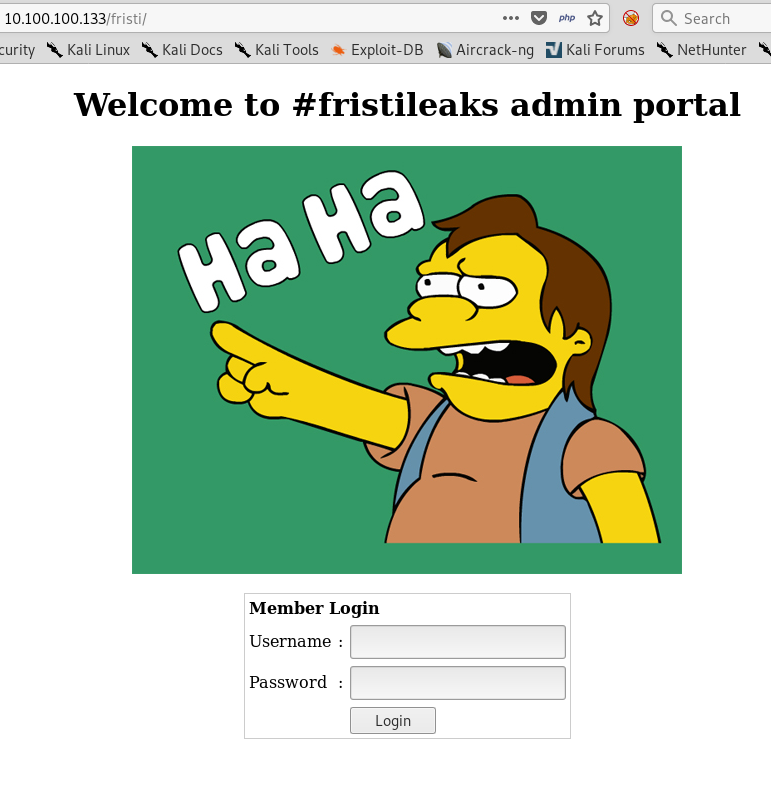 10.100.100.133/fristi/
php
Search
curity Kali Linux Kali Docs Kali Tools Exploit-DB Aircrack-ng Kali Forums NetHunter
Welcome to #fristileaks admin portal
Ha Ha
Member Login
Username :
Password :
Login